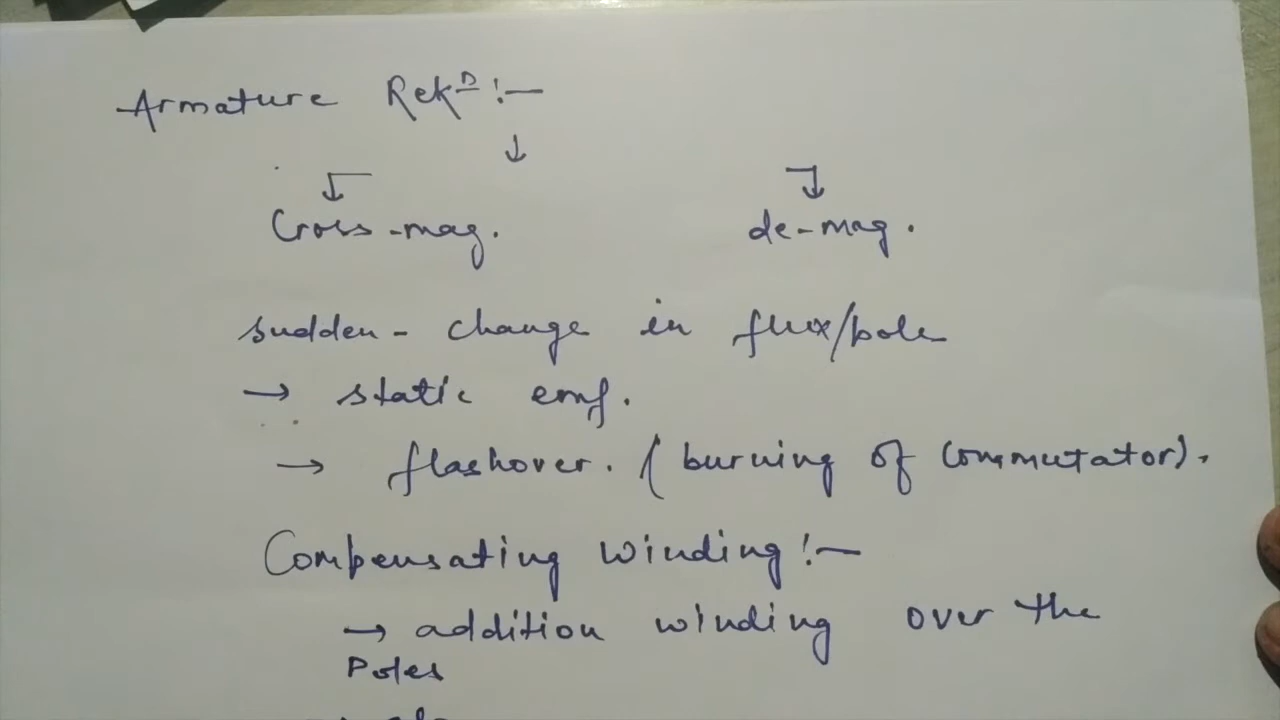 Armature Rekⁿ :-
↓
↓ ↓
Cross-mag. de-mag.
sudden - change in flux/pole
→ static emf.
→ flashover. (burning of commutator).
Compensating winding :-
→ addition winding over the
Poles